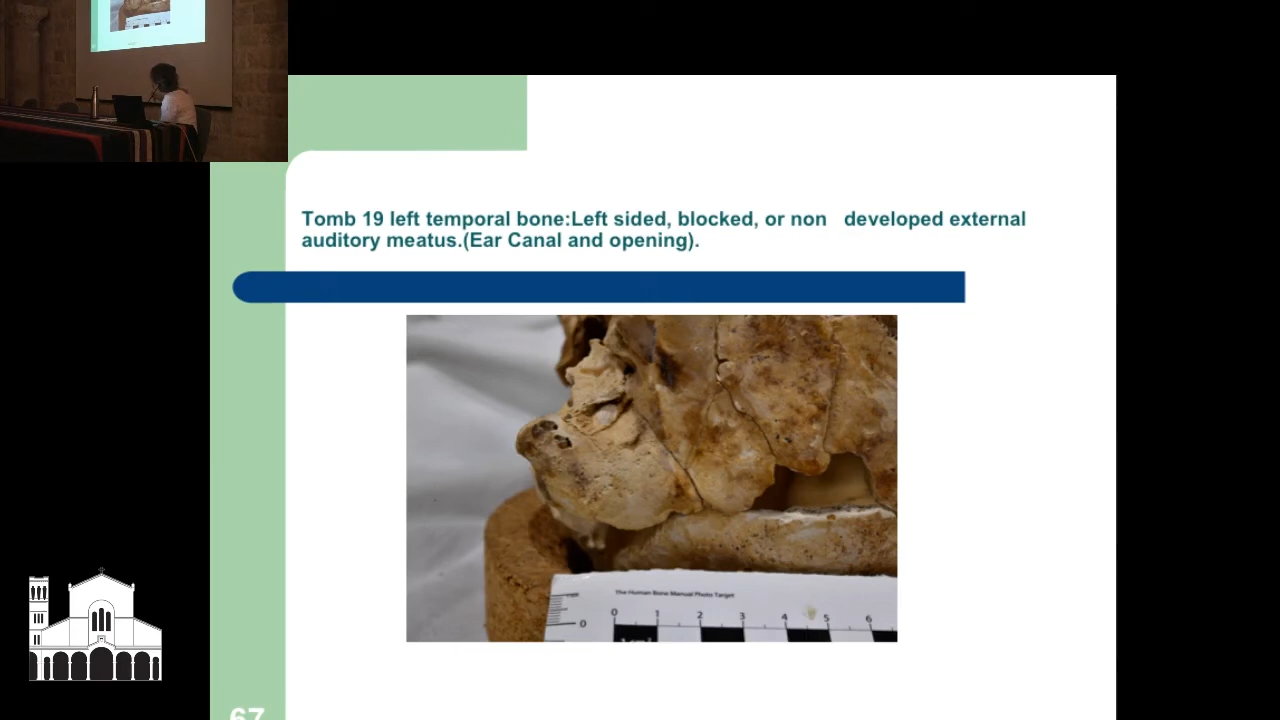 Tomb 19 left temporal bone:Left sided, blocked, or non developed external
auditory meatus.(Ear Canal and opening).
The Human Bone Manual Photo Target
0 1 2 3 4 5 6
0
67